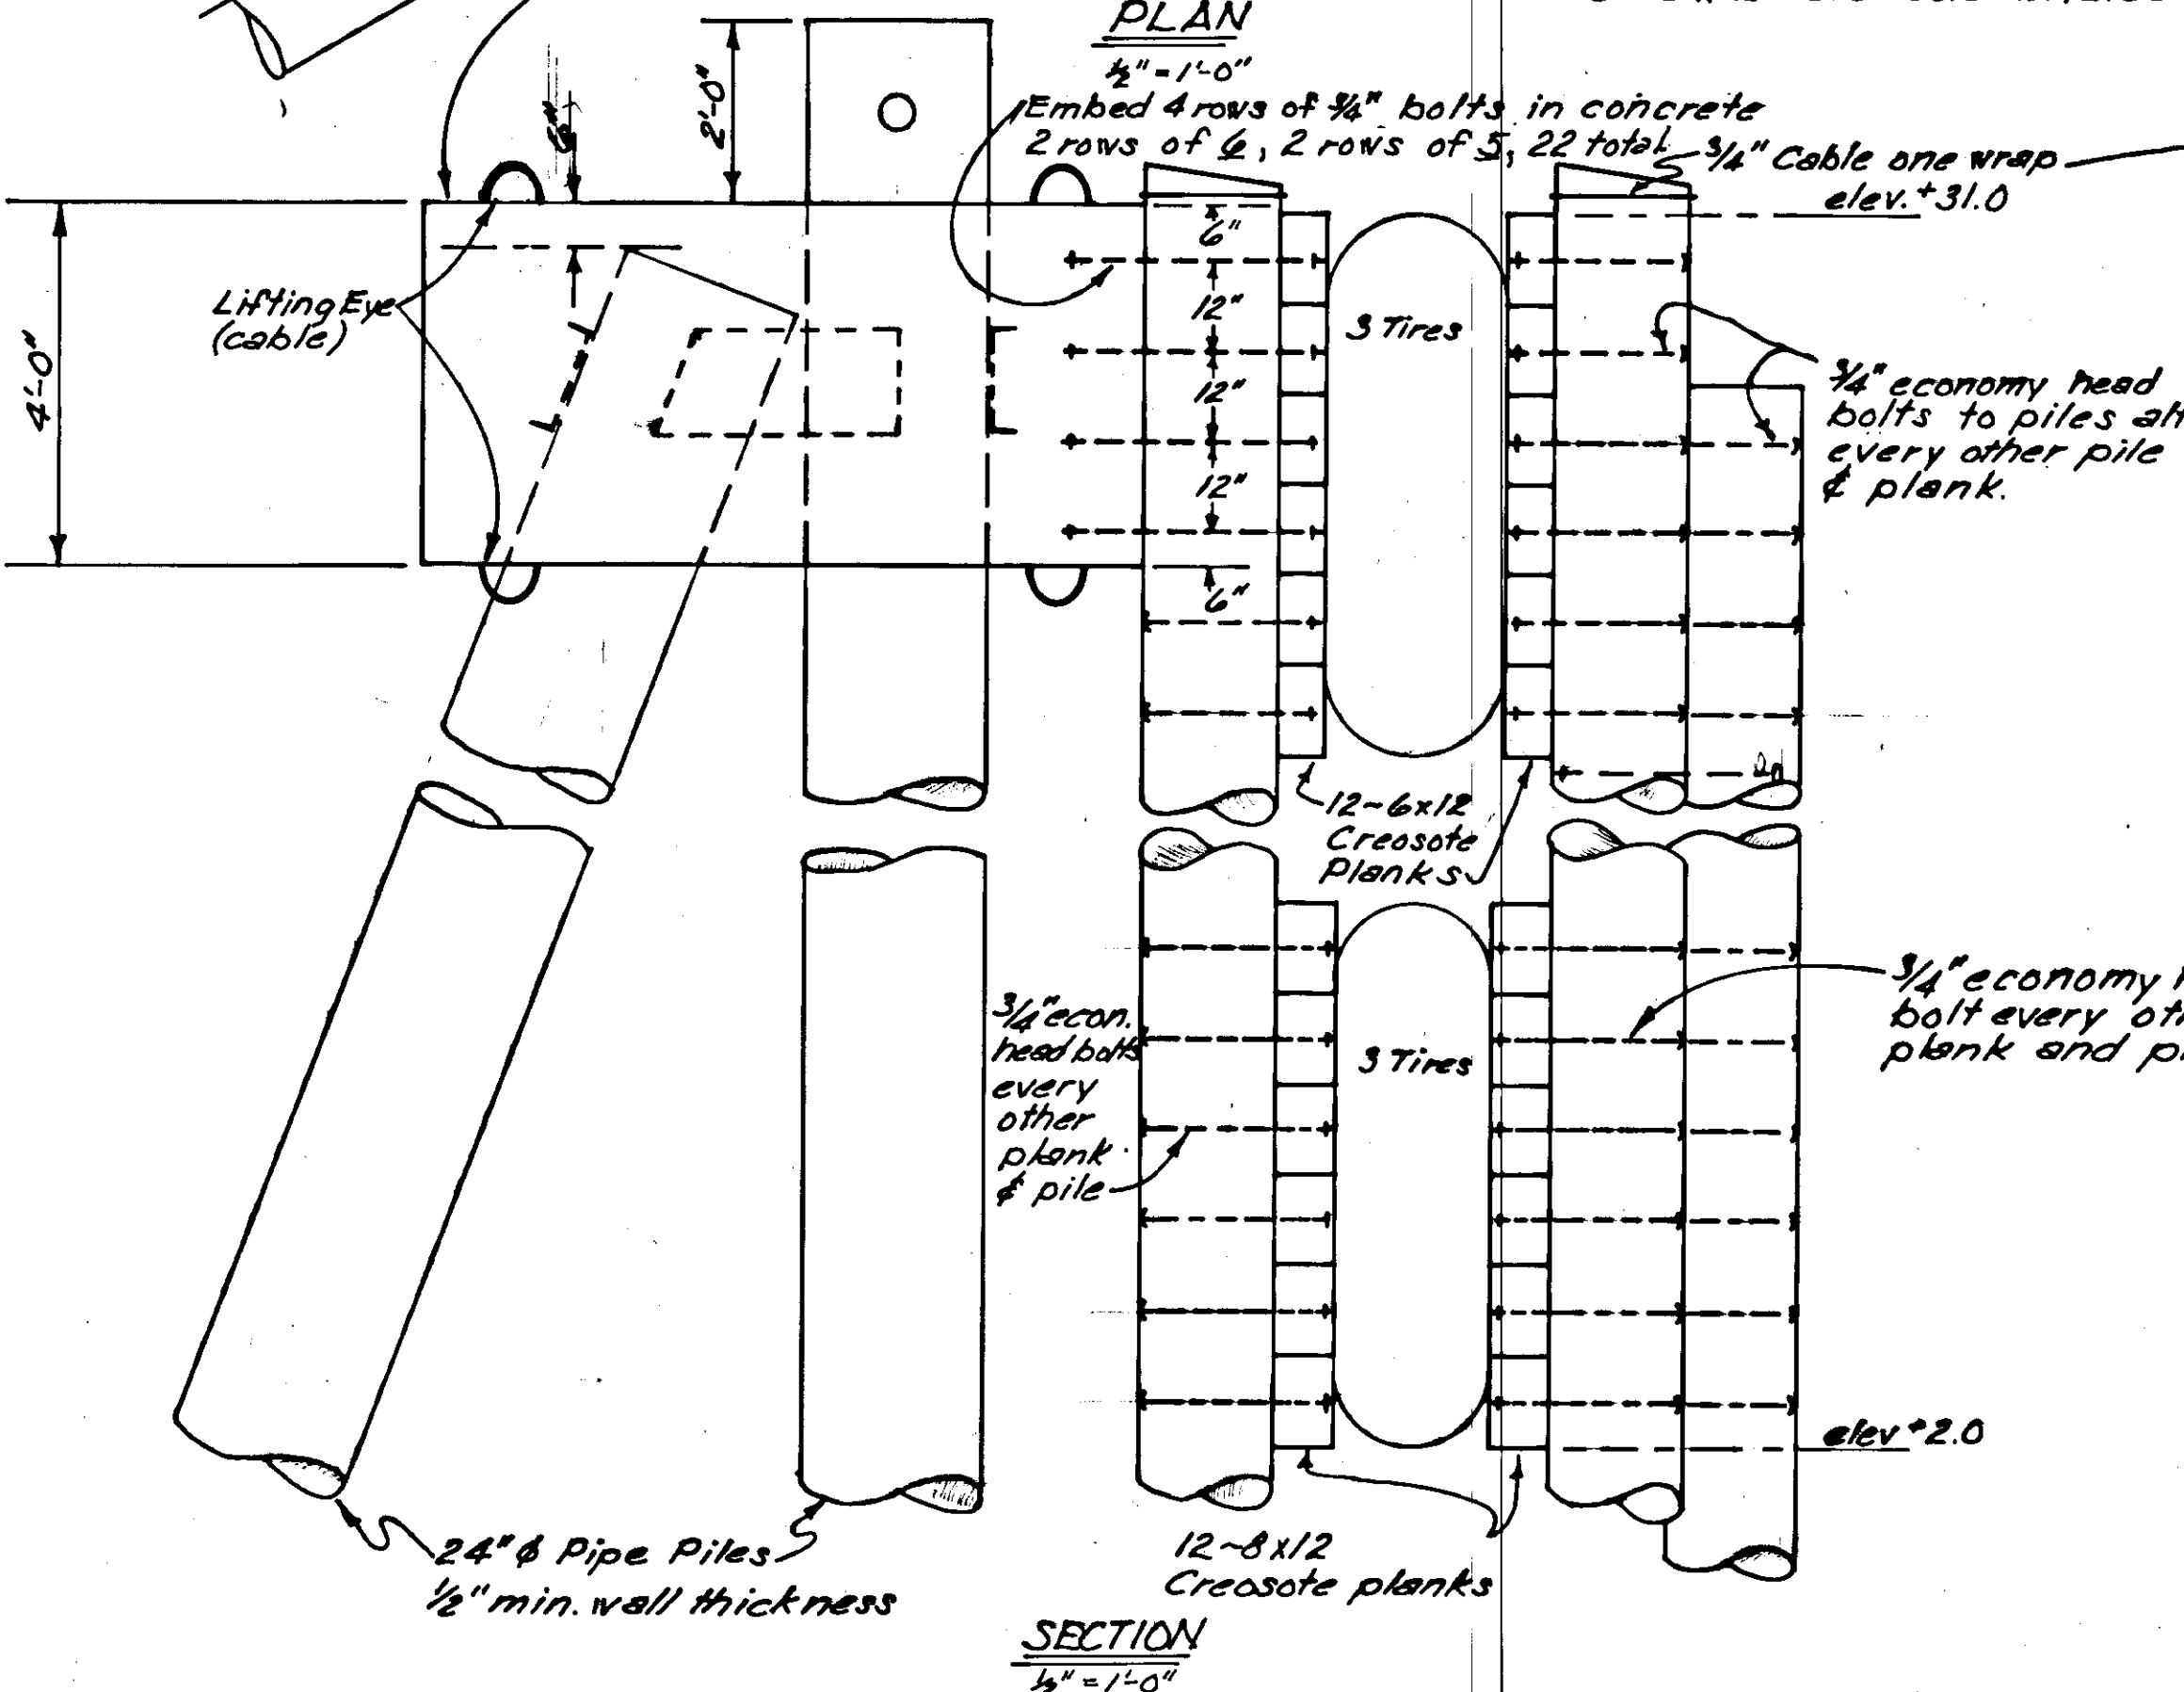 PLAN
½" = 1'-0"
Embed 4 rows of ¾" bolts in concrete
2 rows of 6, 2 rows of 5, 22 total
¾" Cable one wrap
elev. +31.0
2'-0"
6"
4'-0"
Lifting Eye
(cable)
6"
12"
12"
12"
6"
3 Tires
¾" economy head
bolts to piles
every other pile
¢ plank.
12~6x12
Creosote
Planks
¾" econ.
head bolts
every
other
plank
¢ pile
3 Tires
¾" economy
bolt every
plank and
elev +2.0
24" ø Pipe Piles
½" min. wall thickness
12~8x12
Creosote planks
SECTION
½" = 1'-0"